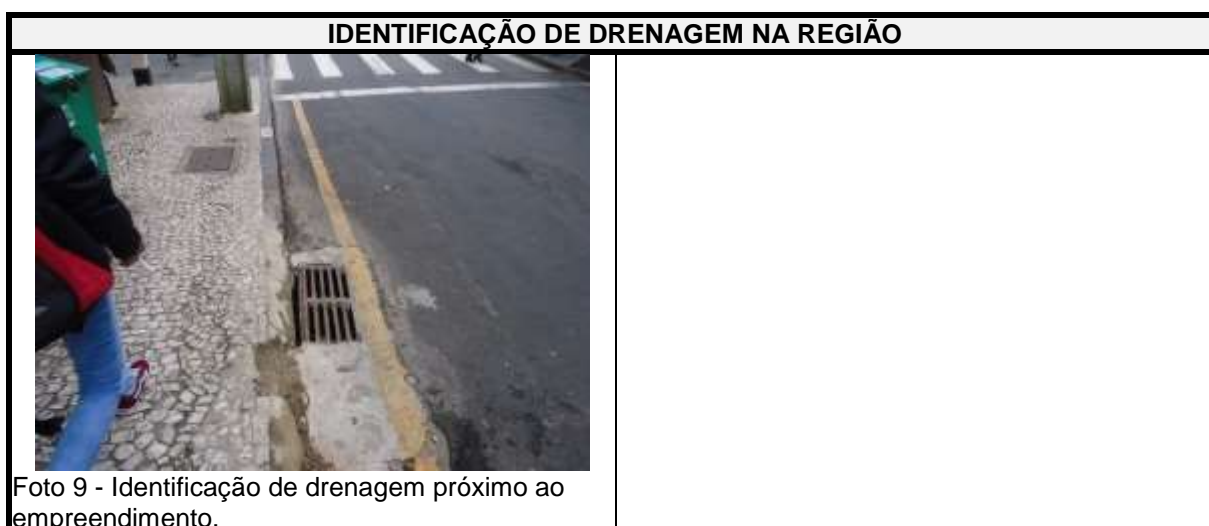 IDENTIFICAÇÃO DE DRENAGEM NA REGIÃO
Foto 9 - Identificação de drenagem próximo ao
empreendimento.